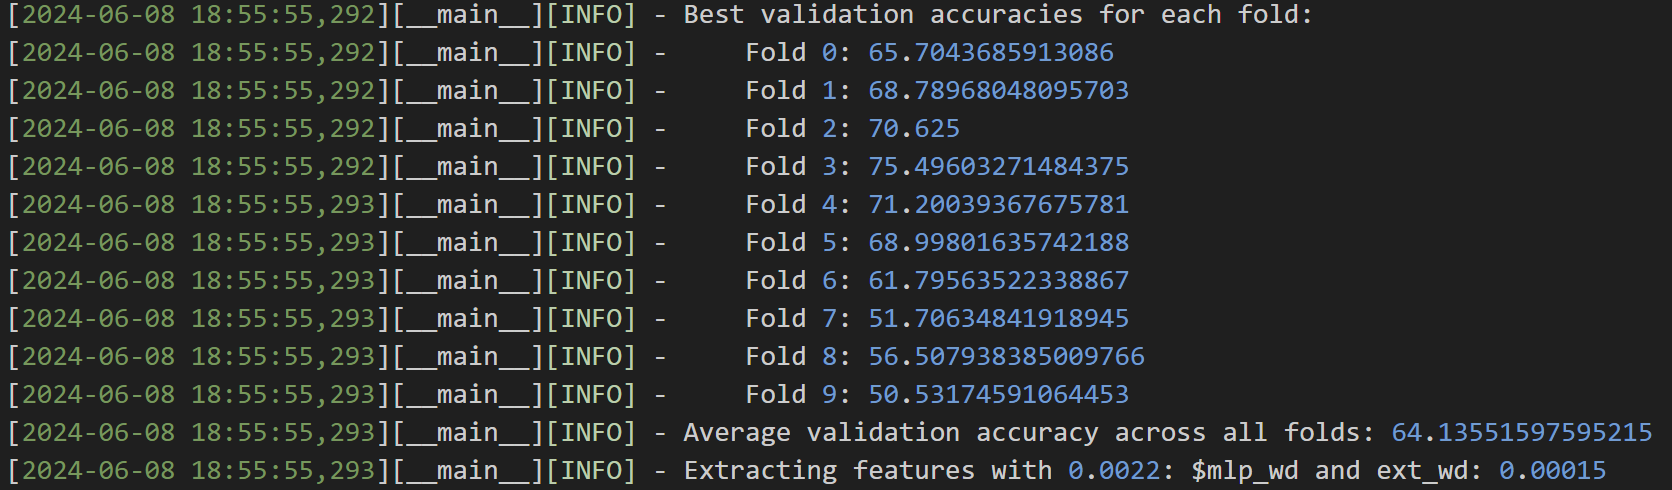 [2024-06-08 18:55:55,292][__main__][INFO] - Best validation accuracies for each fold:
[2024-06-08 18:55:55,292][__main__][INFO] -     Fold 0: 65.7043685913086
[2024-06-08 18:55:55,292][__main__][INFO] -     Fold 1: 68.78968048095703
[2024-06-08 18:55:55,292][__main__][INFO] -     Fold 2: 70.625
[2024-06-08 18:55:55,292][__main__][INFO] -     Fold 3: 75.49603271484375
[2024-06-08 18:55:55,293][__main__][INFO] -     Fold 4: 71.20039367675781
[2024-06-08 18:55:55,293][__main__][INFO] -     Fold 5: 68.99801635742188
[2024-06-08 18:55:55,293][__main__][INFO] -     Fold 6: 61.79563522338867
[2024-06-08 18:55:55,293][__main__][INFO] -     Fold 7: 51.70634841918945
[2024-06-08 18:55:55,293][__main__][INFO] -     Fold 8: 56.507938385009766
[2024-06-08 18:55:55,293][__main__][INFO] -     Fold 9: 50.53174591064453
[2024-06-08 18:55:55,293][__main__][INFO] - Average validation accuracy across all folds: 64.13551597595215
[2024-06-08 18:55:55,293][__main__][INFO] - Extracting features with 0.0022: $mlp_wd and ext_wd: 0.00015